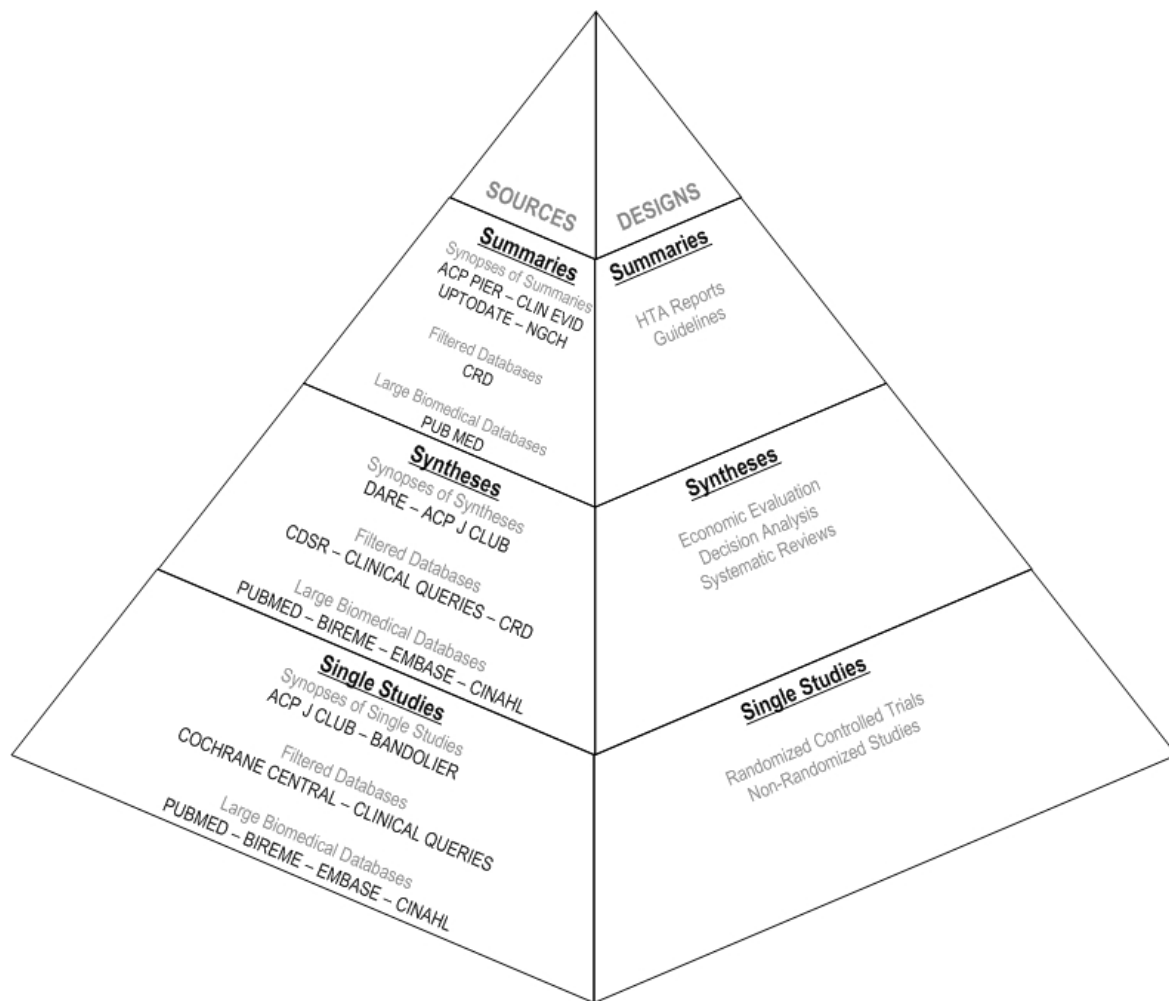 SOURCES
Summaries
Synopses of Summaries
ACP PIER – CLIN EVID
UPTODATE – NGCH
Filtered Databases
CRD
Large Biomedical Databases
PUB MED
Syntheses
Synopses of Syntheses
DARE – ACP J CLUB
Filtered Databases
CDSR – CLINICAL QUERIES – CRD
Large Biomedical Databases
PUBMED – BIREME – EMBASE – CINAHL
Single Studies
Synopses of Single Studies
ACP J CLUB – BANDOLIER
Filtered Databases
COCHRANE CENTRAL – CLINICAL QUERIES
Large Biomedical Databases
PUBMED – BIREME – EMBASE – CINAHL
DESIGNS
Summaries
HTA Reports
Guidelines
Syntheses
Economic Evaluation
Decision Analysis
Systematic Reviews
Single Studies
Randomized Controlled Trials
Non-Randomized Studies